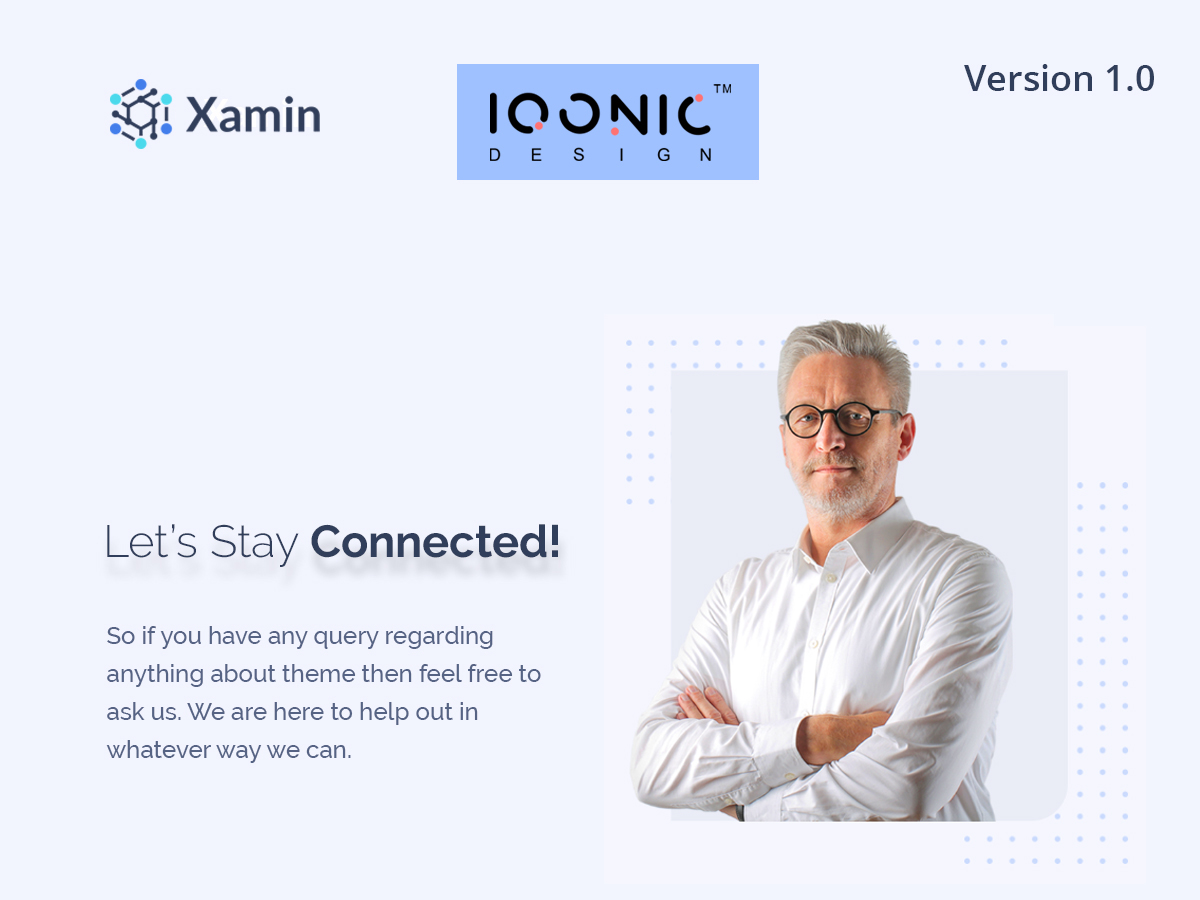 Xamin
IQONIC™
DESIGN
Version 1.0
Let's Stay Connected!
So if you have any query regarding
anything about theme then feel free to
ask us. We are here to help out in
whatever way we can.